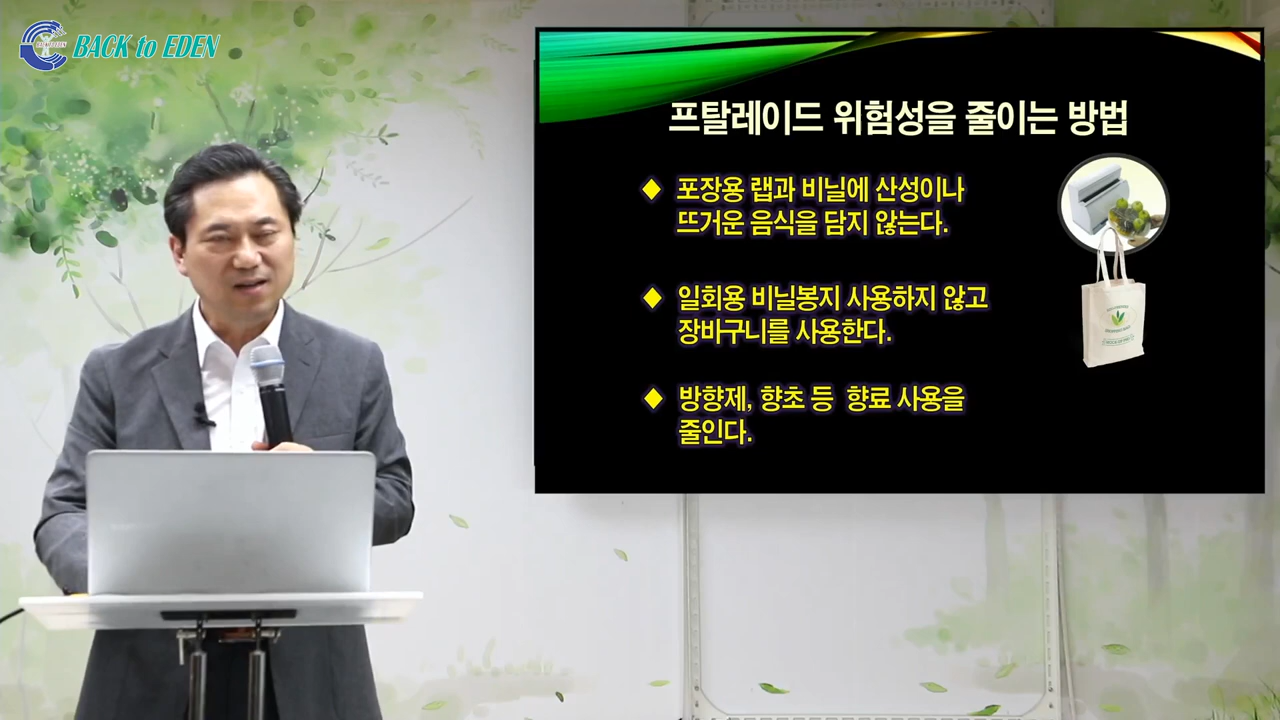 BACK to EDEN
프탈레이드 위험성을 줄이는 방법
◆ 포장용 랩과 비닐에 산성이나
뜨거운 음식을 담지 않는다.
◆ 일회용 비닐봉지 사용하지 않고
장바구니를 사용한다.
◆ 방향제, 향초 등 향료 사용을
줄인다.